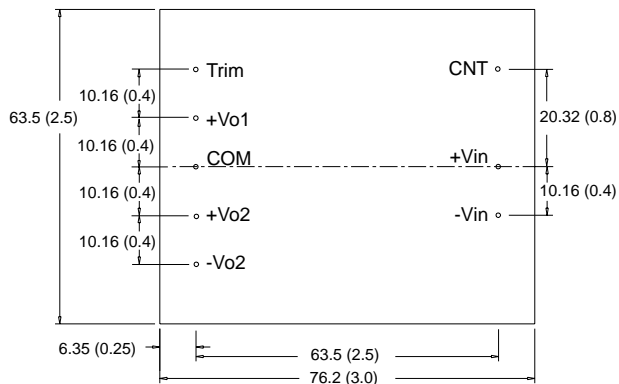 Trim
CNT
10.16 (0.4)
20.32 (0.8)
63.5 (2.5)
+Vo1
10.16 (0.4)
COM
+Vin
10.16 (0.4)
10.16 (0.4)
+Vo2
-Vin
10.16 (0.4)
-Vo2
6.35 (0.25)
63.5 (2.5)
76.2 (3.0)